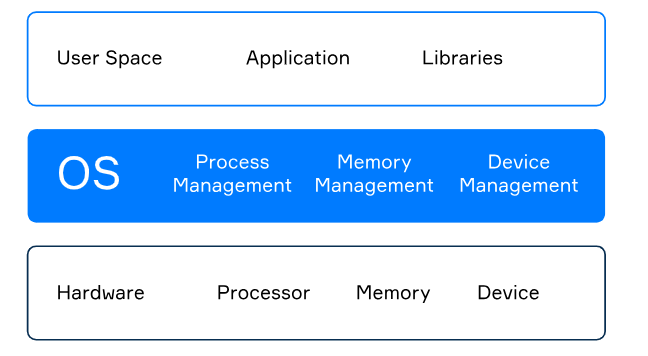 User Space Application Libraries
OS Process Management Memory Management Device Management
Hardware Processor Memory Device